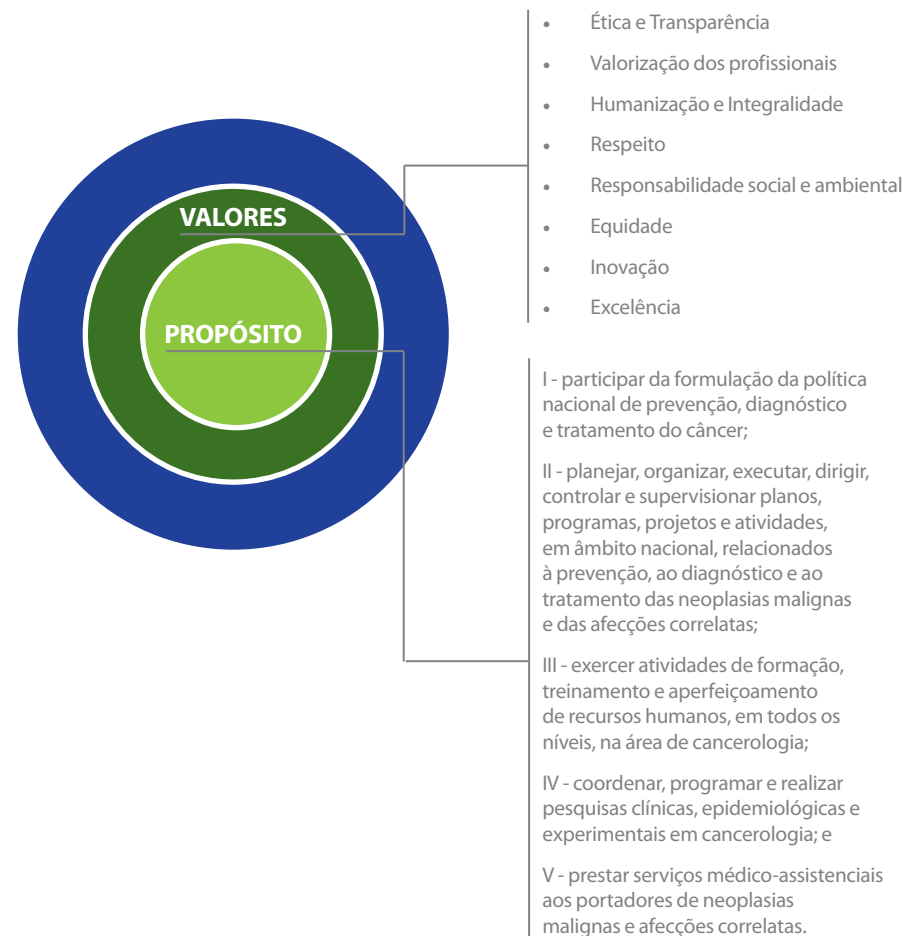 • Ética e Transparência
• Valorização dos profissionais
• Humanização e Integralidade
• Respeito
• Responsabilidade social e ambiental
• Equidade
• Inovação
• Excelência
VALORES
PROPÓSITO
I - participar da formulação da política
nacional de prevenção, diagnóstico
e tratamento do câncer;
II - planejar, organizar, executar, dirigir,
controlar e supervisionar planos,
programas, projetos e atividades,
em âmbito nacional, relacionados
à prevenção, ao diagnóstico e ao
tratamento das neoplasias malignas
e das afecções correlatas;
III - exercer atividades de formação,
treinamento e aperfeiçoamento
de recursos humanos, em todos os
níveis, na área de cancerologia;
IV - coordenar, programar e realizar
pesquisas clínicas, epidemiológicas e
experimentais em cancerologia; e
V - prestar serviços médico-assistenciais
aos portadores de neoplasias
malignas e afecções correlatas.